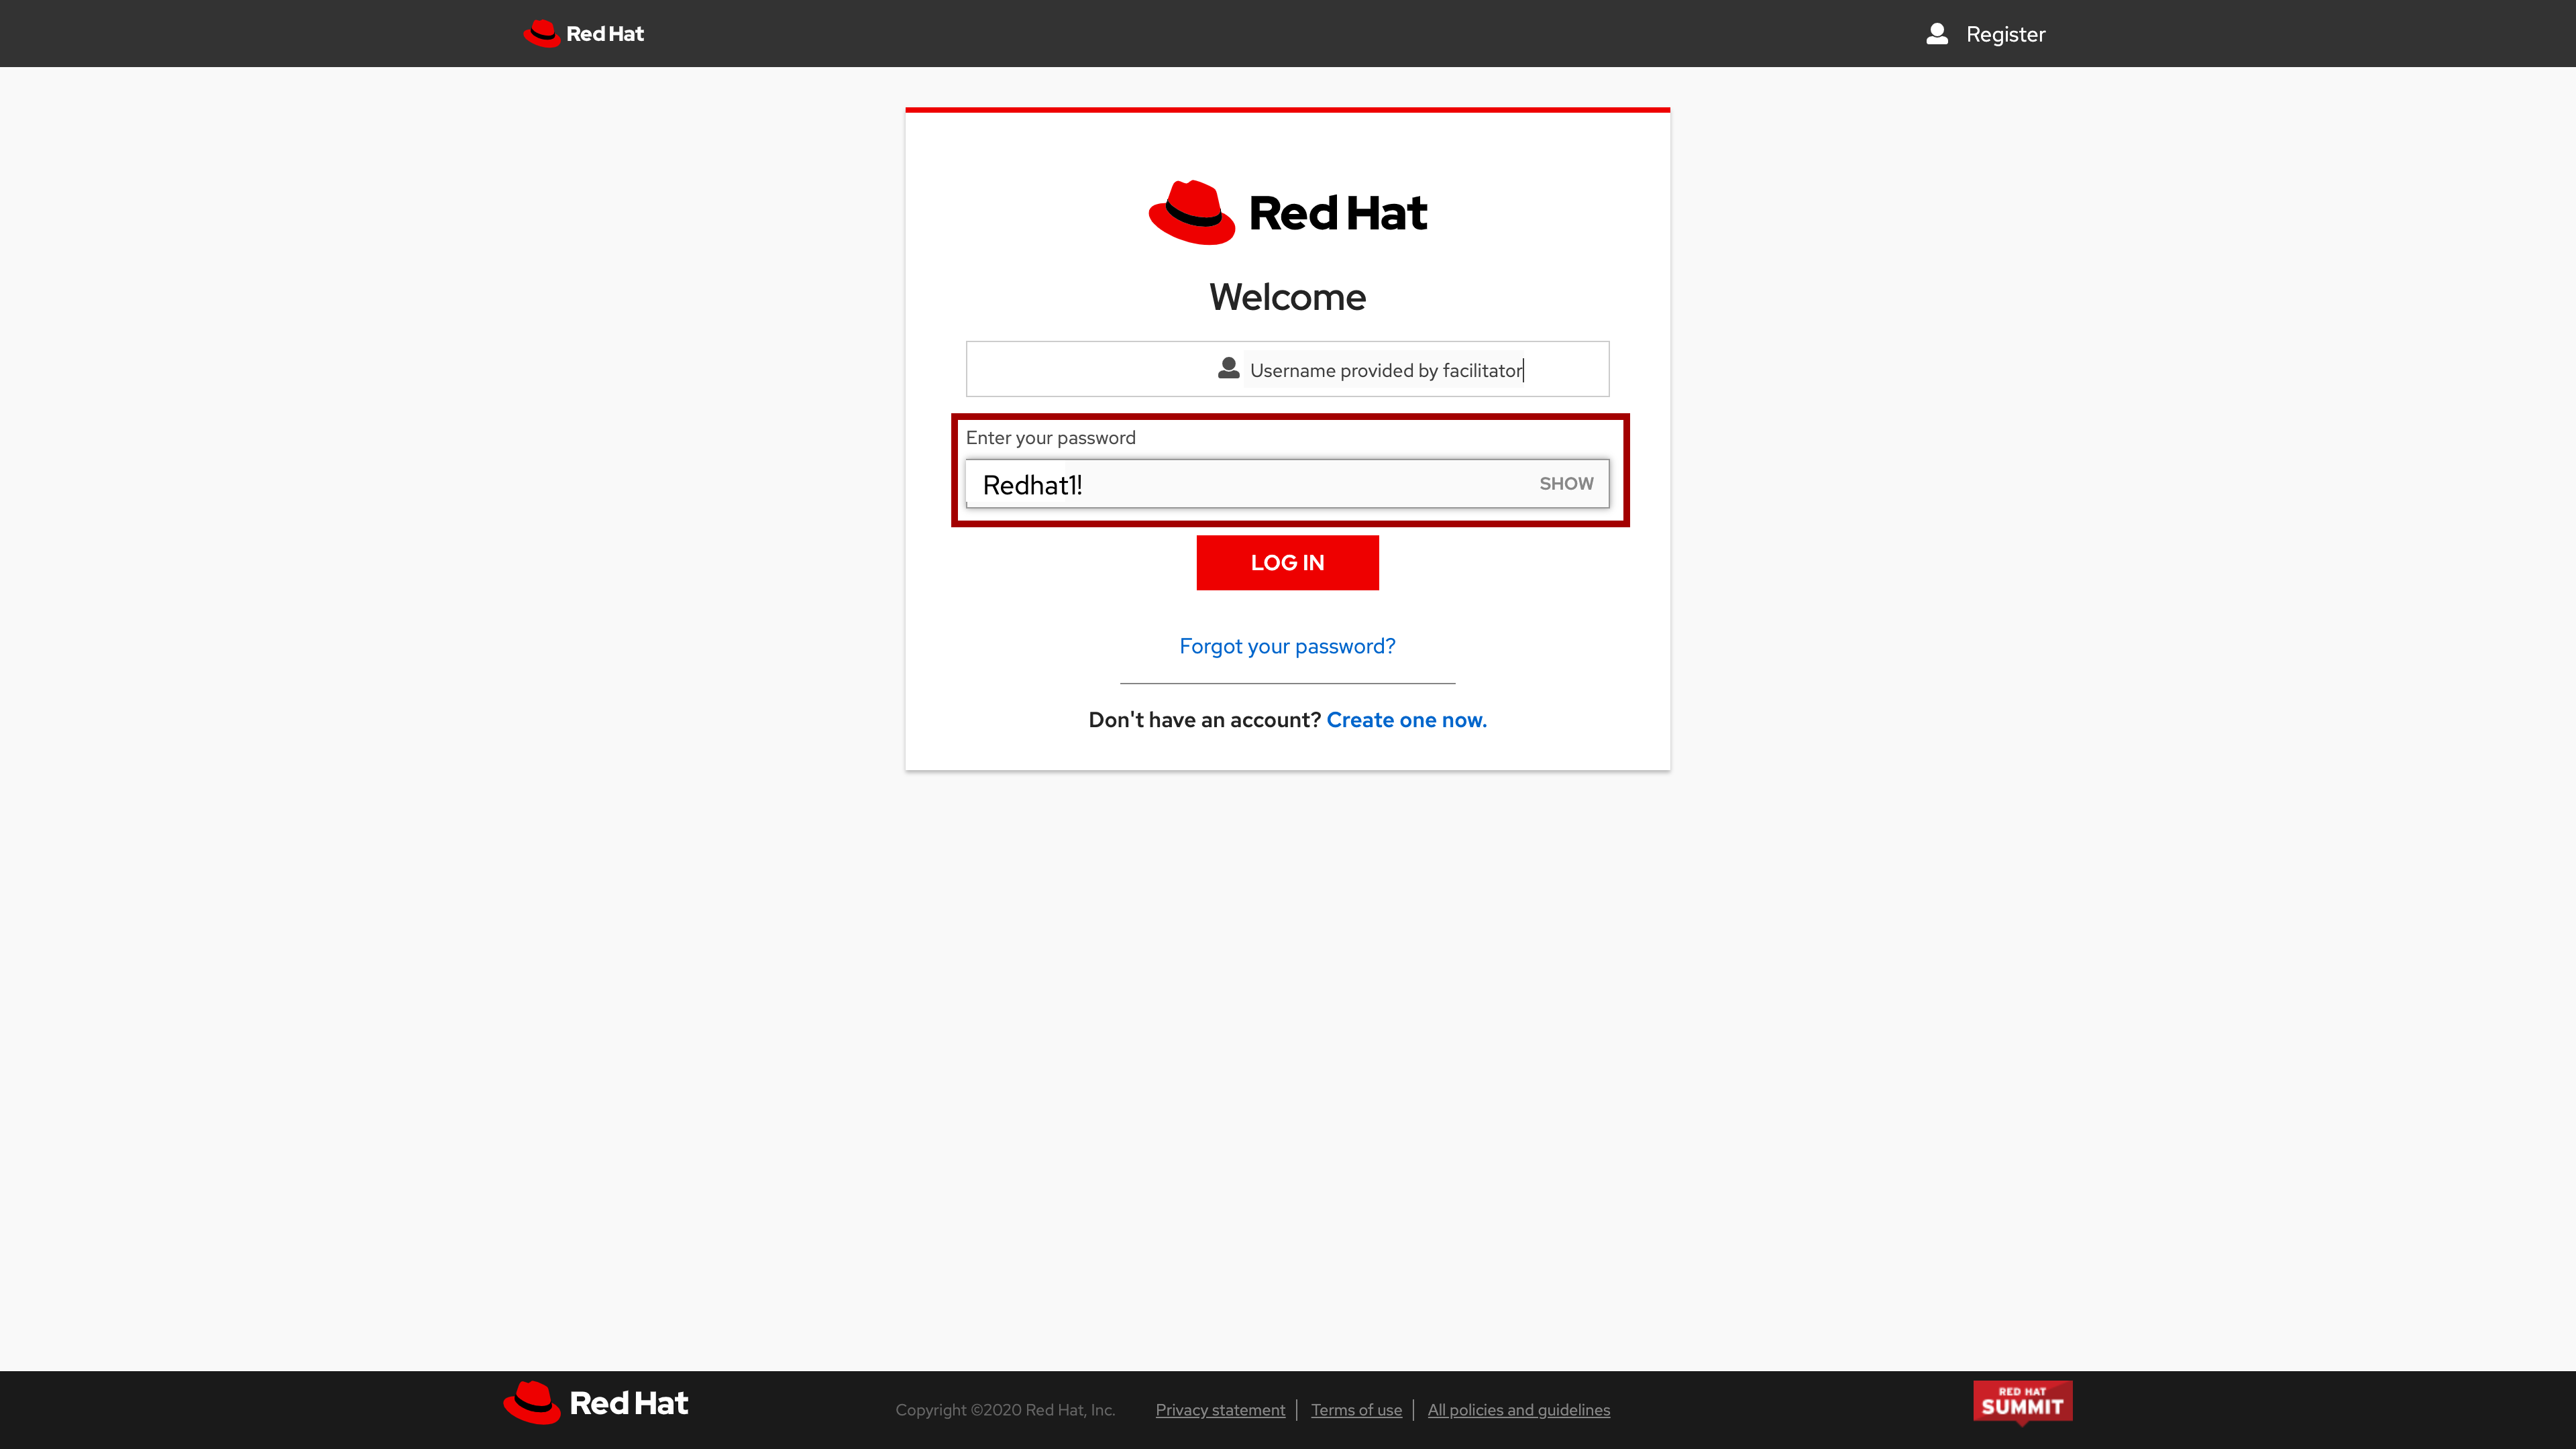 Red Hat
Register
Red Hat
Welcome
Username provided by facilitator
Enter your password
Redhat1!
SHOW
LOG IN
Forgot your password?
Don't have an account? Create one now.
Red Hat
Copyright ©2020 Red Hat, Inc.
Privacy statement
Terms of use
All policies and guidelines
RED HAT
SUMMIT